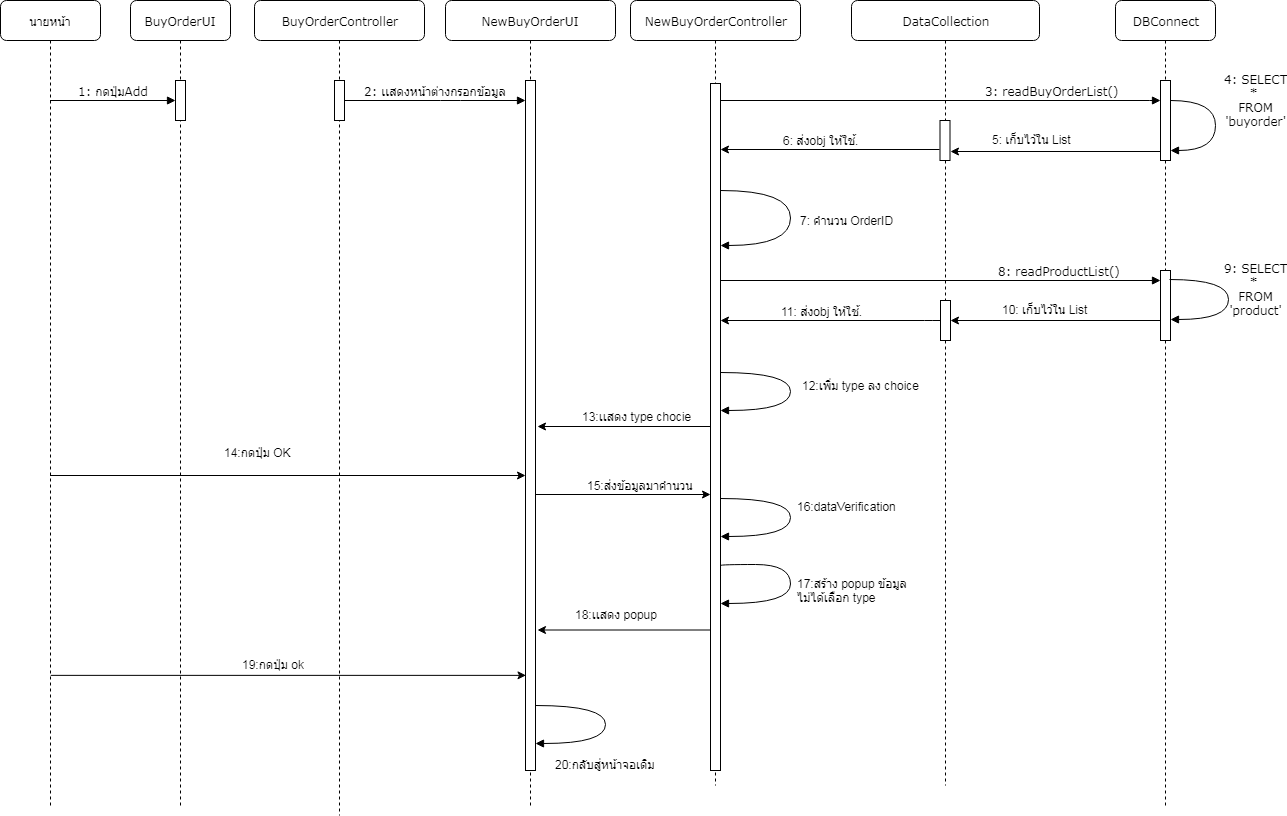 นายหน้า
BuyOrderUI
BuyOrderController
NewBuyOrderUI
NewBuyOrderController
DataCollection
DBConnect
1: กดปุ่มAdd
2: แสดงหน้าต่างกรอกข้อมูล
3: readBuyOrderList()
4: SELECT
*
FROM
'buyorder'
5: เก็บไว้ใน List
6: ส่งobj ให้ใช้.
7: คำนวน OrderID
8: readProductList()
9: SELECT
*
FROM
'product'
10: เก็บไว้ใน List
11: ส่งobj ให้ใช้.
12:เพิ่ม type ลง choice
13:แสดง type chocie
14:กดปุ่ม OK
15:ส่งข้อมูลมาคำนวน
16:dataVerification
17:สร้าง popup ข้อมูล
ไม่ได้เลือก type
18:แสดง popup
19:กดปุ่ม ok
20:กลับสู่หน้าจอเดิม